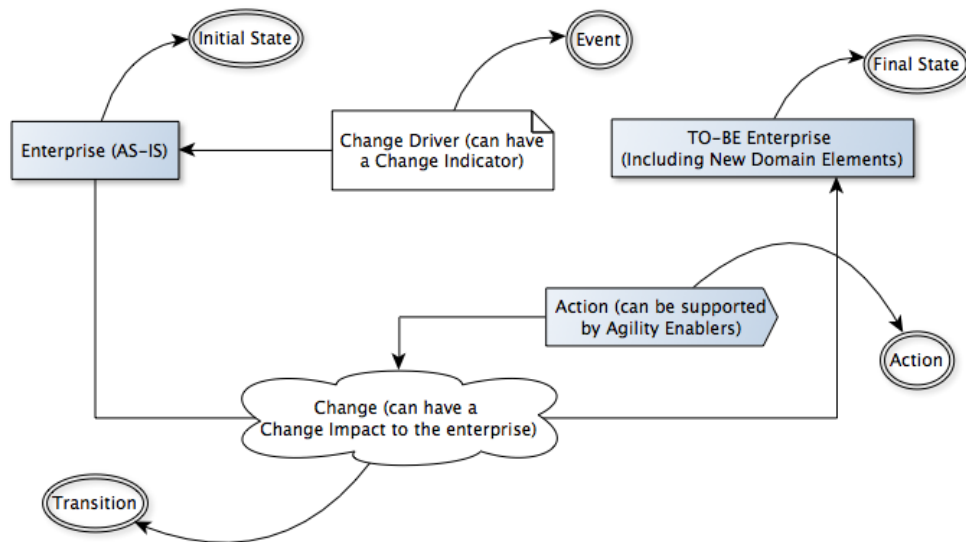 Initial State
Event
Final State
Enterprise (AS-IS)
Change Driver (can have
a Change Indicator)
TO-BE Enterprise
(Including New Domain Elements)
Action (can be supported
by Agility Enablers)
Action
Change (can have a
Change Impact to the enterprise)
Transition